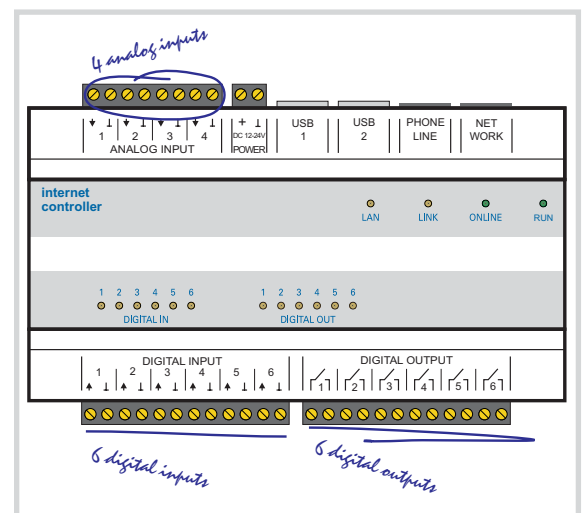 4 analog inputs
+ ⊥
1 2 3 4
ANALOG INPUT
DC 12-24V
POWER
USB
1
USB
2
PHONE
LINE
NET
WORK
internet
controller
LAN LINK ONLINE RUN
1 2 3 4 5 6
DIGITAL IN
1 2 3 4 5 6
DIGITAL OUT
DIGITAL INPUT
1 2 3 4 5 6
DIGITAL OUTPUT
1 2 3 4 5 6
6 digital inputs
6 digital outputs